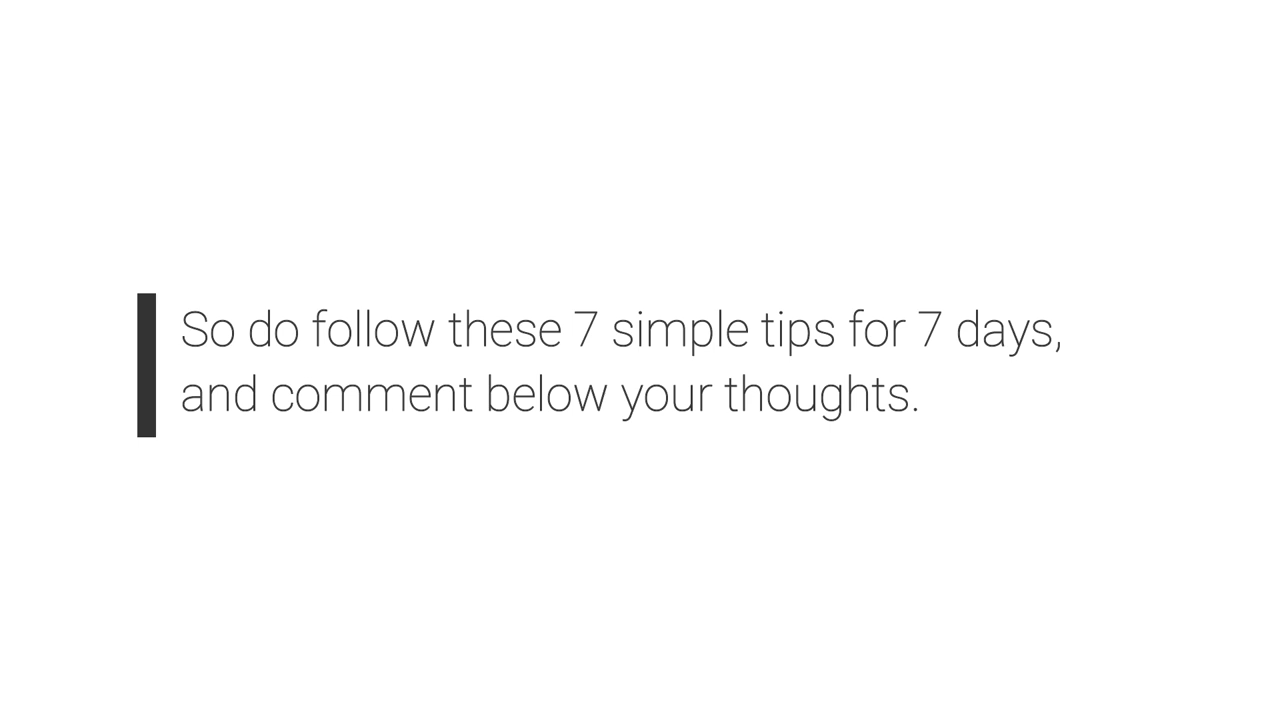 So do follow these 7 simple tips for 7 days,
and comment below your thoughts.